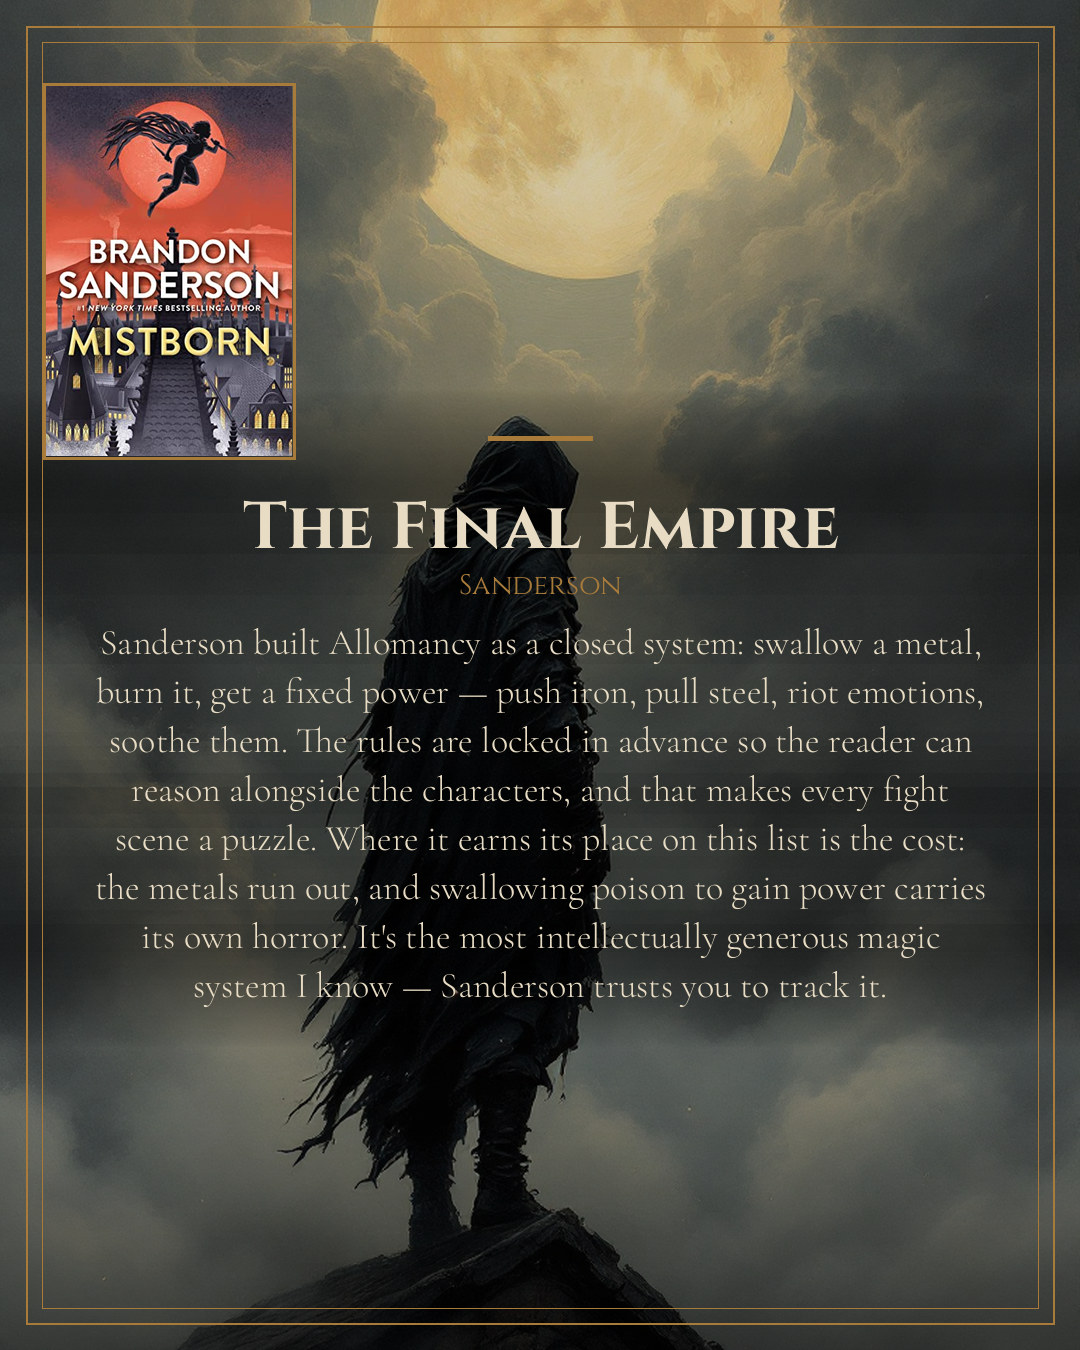 BRANDON
SANDERSON
#1 NEW YORK TIMES BESTSELLING AUTHOR
MISTBORN
The Final Empire
Sanderson
Sanderson built Allomancy as a closed system: swallow a metal,
burn it, get a fixed power — push iron, pull steel, riot emotions,
soothe them. The rules are locked in advance so the reader can
reason alongside the characters, and that makes every fight
scene a puzzle. Where it earns its place on this list is the cost:
the metals run out, and swallowing poison to gain power carries
its own horror. It's the most intellectually generous magic
system I know — Sanderson trusts you to track it.